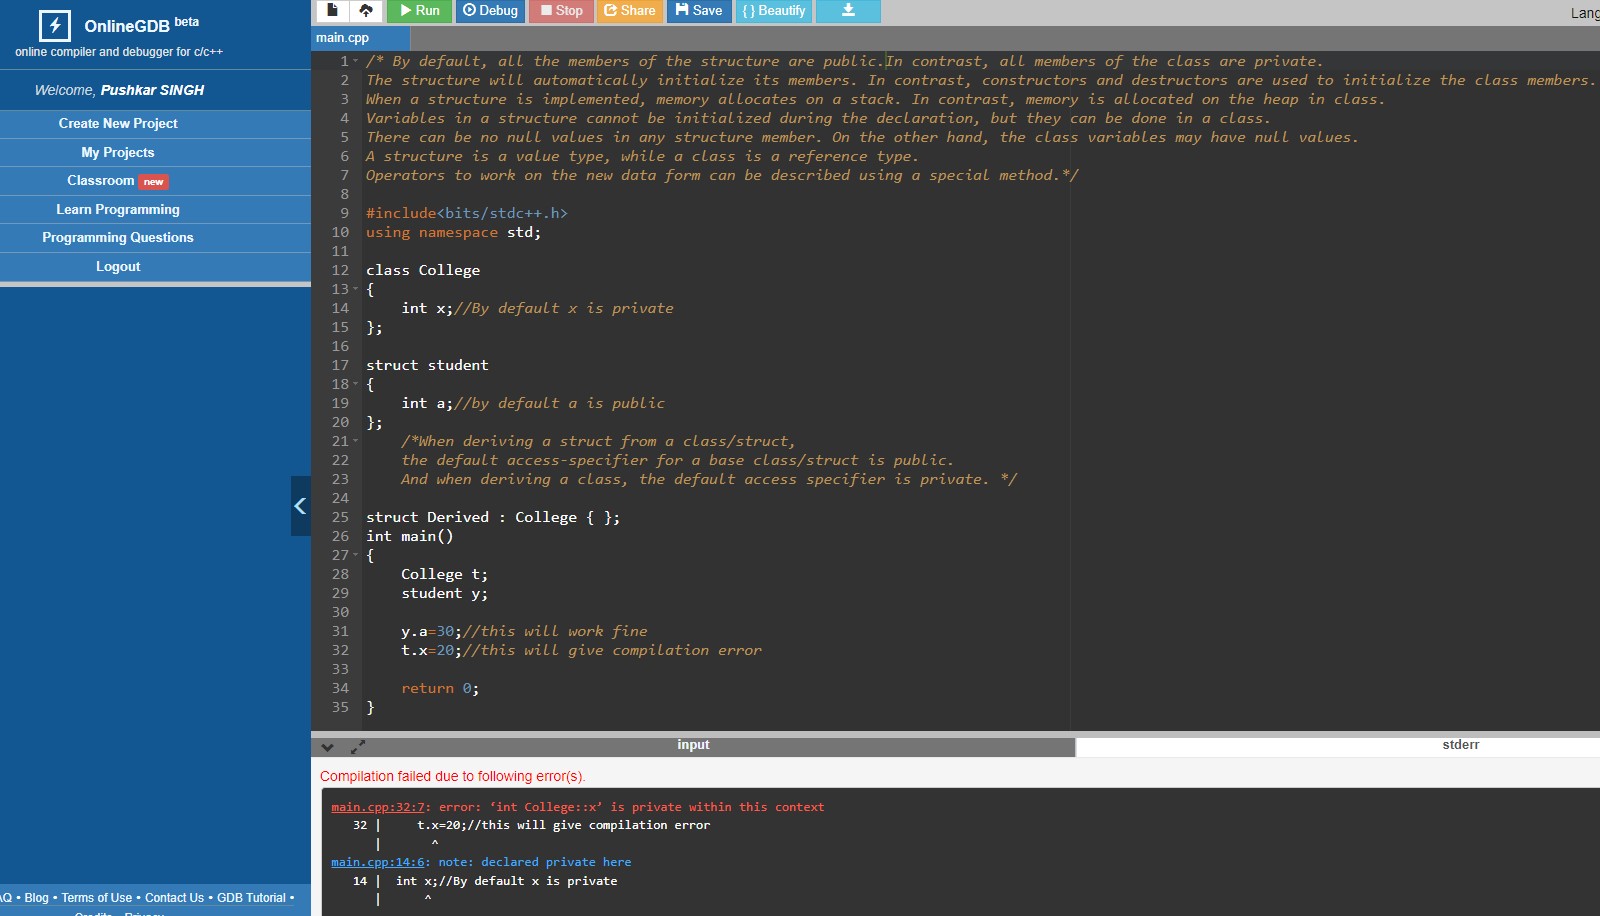 OnlineGDB beta
online compiler and debugger for c/c++
Welcome, Pushkar SINGH
Create New Project
My Projects
Classroom new
Learn Programming
Programming Questions
Logout
Run Debug Stop Share Save { } Beautify
main.cpp
1 /* By default, all the members of the structure are public.In contrast, all members of the class are private.
2 The structure will automatically initialize its members. In contrast, constructors and destructors are used to initialize the class members.
3 When a structure is implemented, memory allocates on a stack. In contrast, memory is allocated on the heap in class.
4 Variables in a structure cannot be initialized during the declaration, but they can be done in a class.
5 There can be no null values in any structure member. On the other hand, the class variables may have null values.
6 A structure is a value type, while a class is a reference type.
7 Operators to work on the new data form can be described using a special method.*/
8
9 #include<bits/stdc++.h>
10 using namespace std;
11
12 class College
13 {
14     int x;//By default x is private
15 };
16
17 struct student
18 {
19     int a;//by default a is public
20 };
21     /*When deriving a struct from a class/struct,
22     the default access-specifier for a base class/struct is public.
23     And when deriving a class, the default access specifier is private. */
24
25 struct Derived : College { };
26 int main()
27 {
28     College t;
29     student y;
30
31     y.a=30;//this will work fine
32     t.x=20;//this will give compilation error
33
34     return 0;
35 }
input
stderr
Compilation failed due to following error(s).
main.cpp:32:7: error: ‘int College::x’ is private within this context
32 |     t.x=20;//this will give compilation error
|       ^
main.cpp:14:6: note: declared private here
14 |  int x;//By default x is private
|      ^
• Blog • Terms of Use • Contact Us • GDB Tutorial •